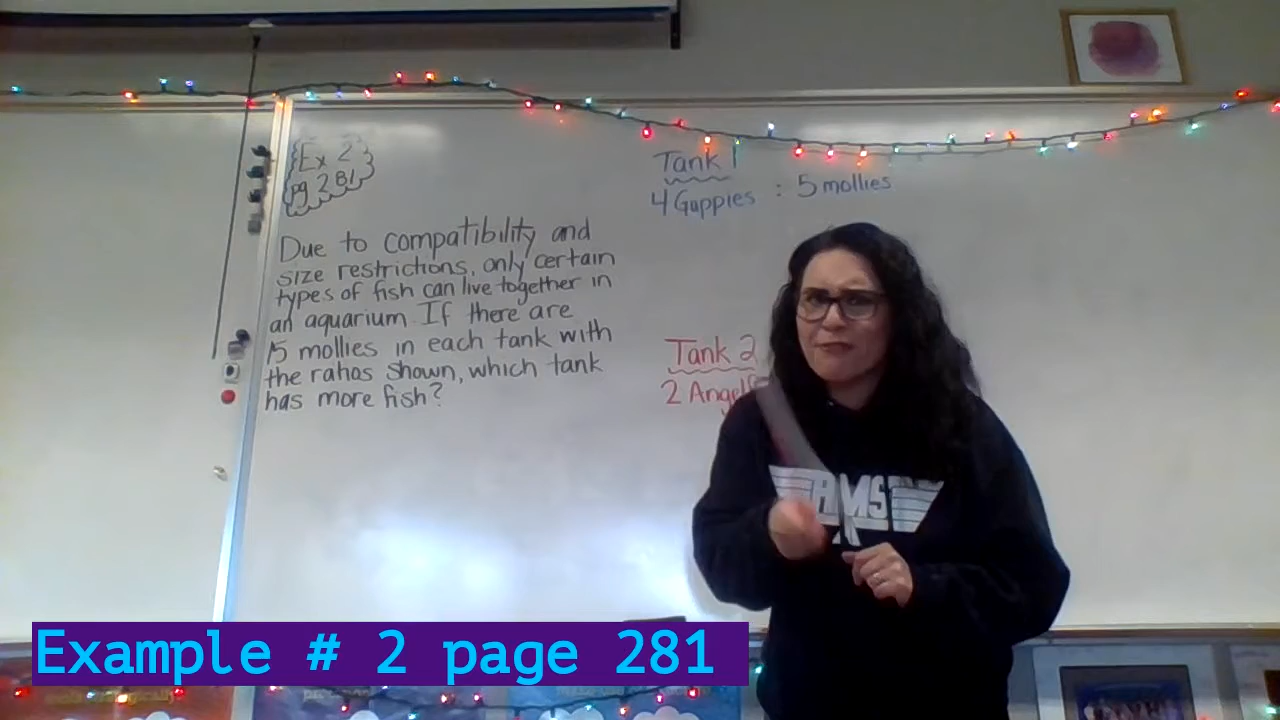 Ex 2
pg 281
Due to compatibility and
size restrictions, only certain
types of fish can live together in
an aquarium. If there are
15 mollies in each tank with
the ratios shown, which tank
has more fish?
Tank 1
4 Guppies : 5 mollies
Tank 2
2 Angelf
Example # 2 page 281